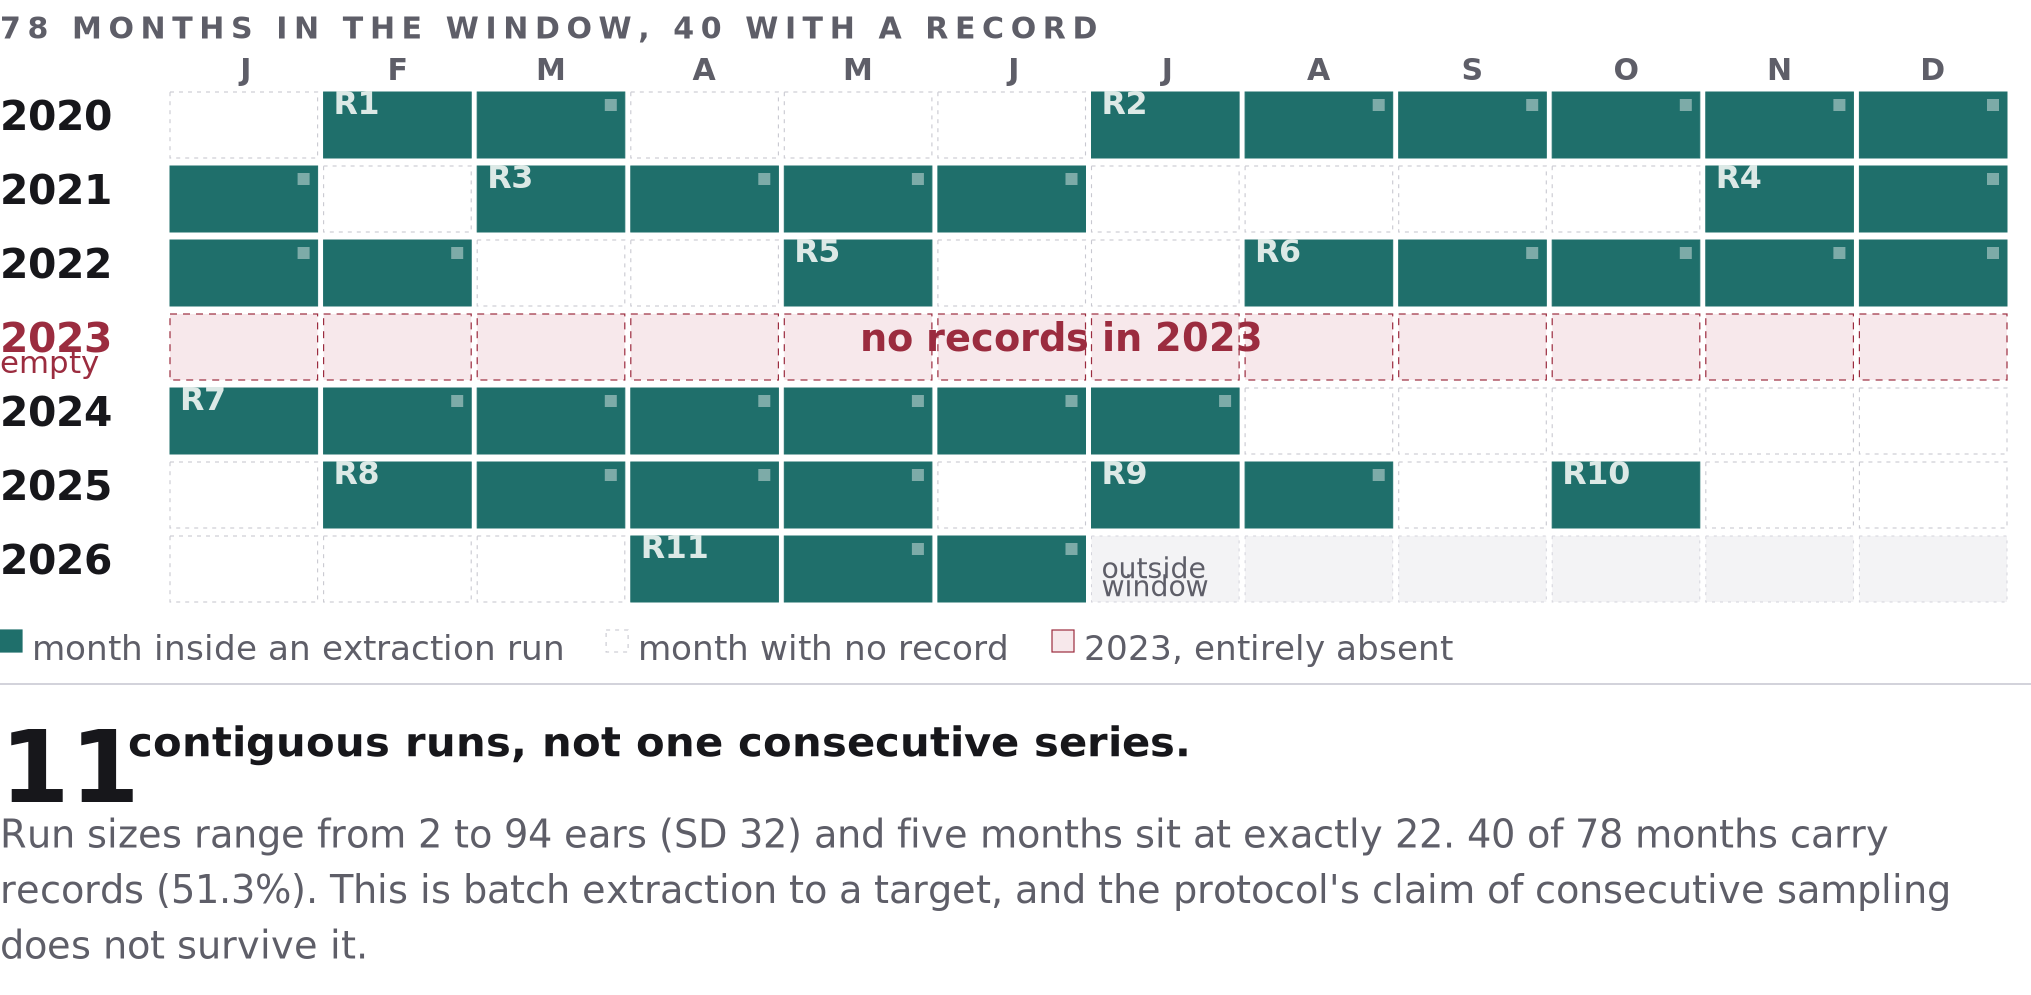 78 MONTHS IN THE WINDOW, 40 WITH A RECORD
J F M A M J J A S O N D
2020 R1 R2
2021 R3 R4
2022 R5 R6
2023 no records in 2023
empty
2024 R7
2025 R8 R9 R10
2026 R11 outside
window
month inside an extraction run month with no record 2023, entirely absent
11 contiguous runs, not one consecutive series.
Run sizes range from 2 to 94 ears (SD 32) and five months sit at exactly 22. 40 of 78 months carry
records (51.3%). This is batch extraction to a target, and the protocol's claim of consecutive sampling
does not survive it.